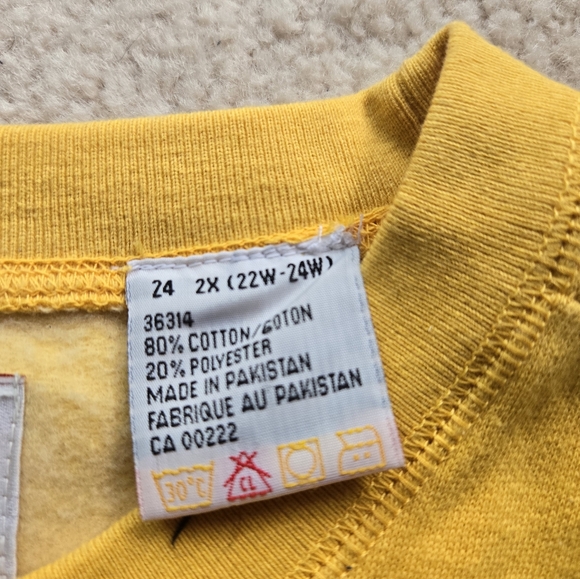 24 2X (22W-24W)
36314
80% COTTON/COTON
20% POLYESTER
MADE IN PAKISTAN
FABRIQUE AU PAKISTAN
CA 00222
30°C CL